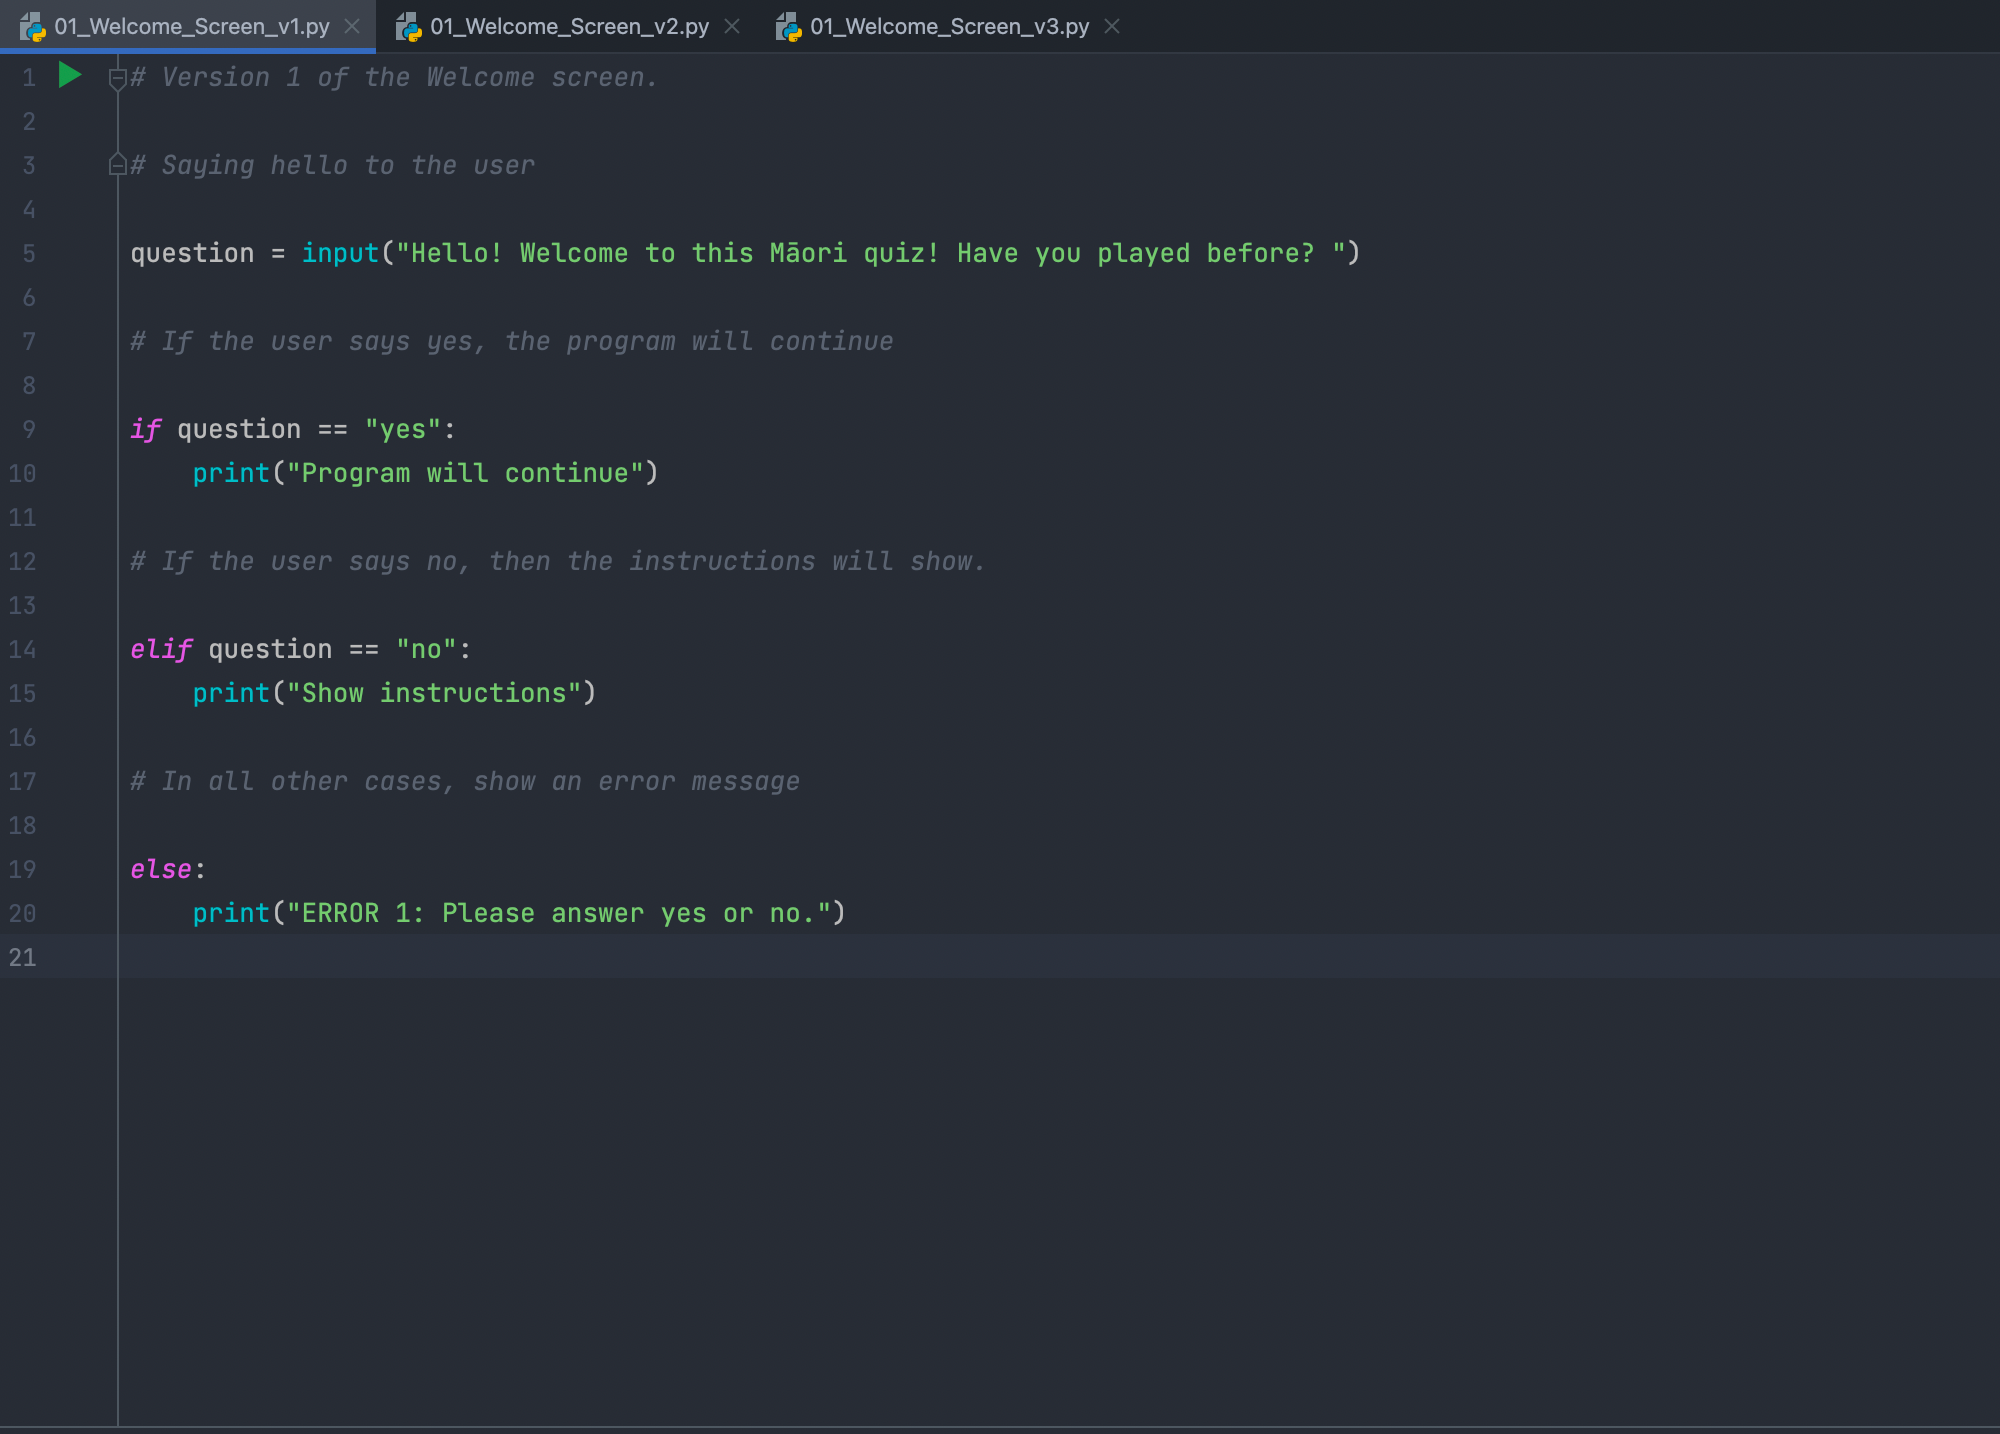 01_Welcome_Screen_v1.py 01_Welcome_Screen_v2.py 01_Welcome_Screen_v3.py
1 # Version 1 of the Welcome screen.
2
3 # Saying hello to the user
4
5 question = input("Hello! Welcome to this Māori quiz! Have you played before? ")
6
7 # If the user says yes, the program will continue
8
9 if question == "yes":
10     print("Program will continue")
11
12 # If the user says no, then the instructions will show.
13
14 elif question == "no":
15     print("Show instructions")
16
17 # In all other cases, show an error message
18
19 else:
20     print("ERROR 1: Please answer yes or no.")
21